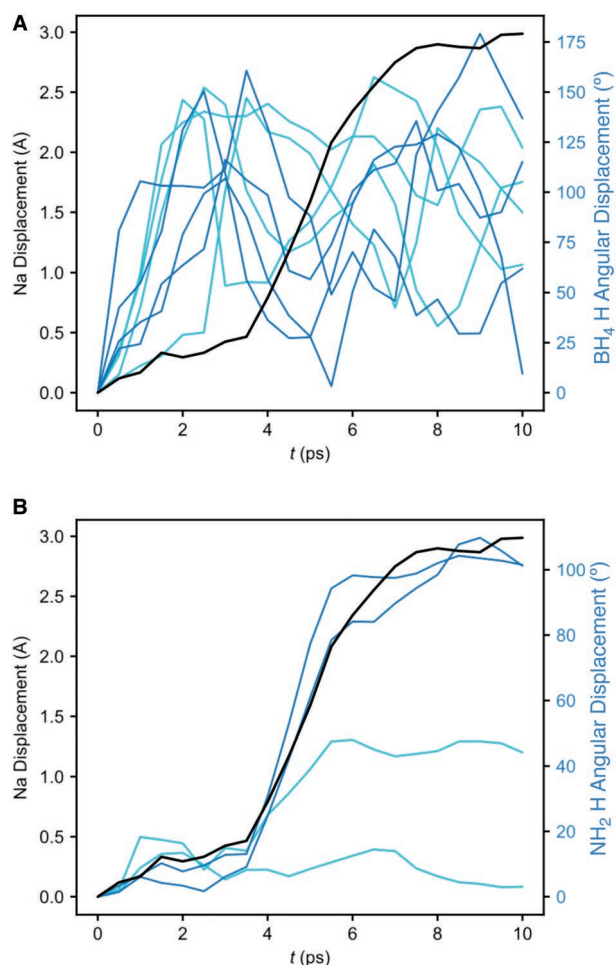 A
3.0
2.5
2.0
1.5
1.0
0.5
0.0
Na Displacement (A)
175
150
125
100
75
50
25
0
BH₄ H Angular Displacement (º)
0 2 4 6 8 10
t (ps)
B
3.0
2.5
2.0
1.5
1.0
0.5
0.0
Na Displacement (A)
100
80
60
40
20
0
NH₂ H Angular Displacement (º)
0 2 4 6 8 10
t (ps)